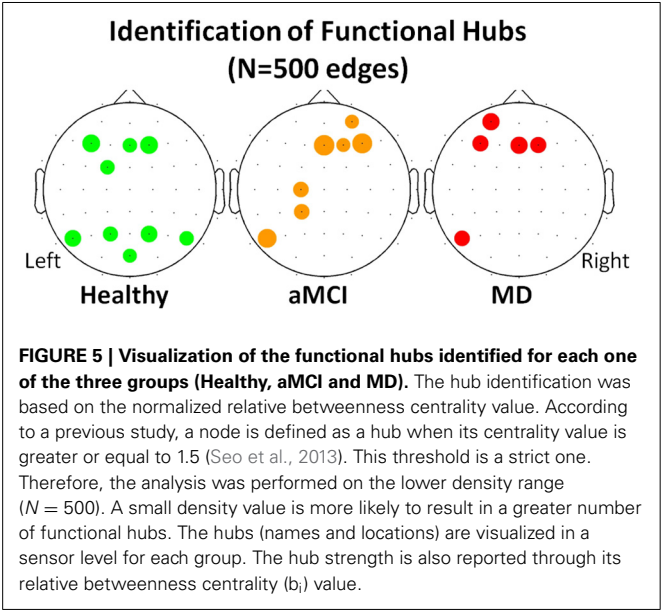 Identification of Functional Hubs
(N=500 edges)
Left
Right
Healthy
aMCI
MD
FIGURE 5 | Visualization of the functional hubs identified for each one
of the three groups (Healthy, aMCI and MD). The hub identification was
based on the normalized relative betweenness centrality value. According
to a previous study, a node is defined as a hub when its centrality value is
greater or equal to 1.5 (Seo et al., 2013). This threshold is a strict one.
Therefore, the analysis was performed on the lower density range
(N = 500). A small density value is more likely to result in a greater number
of functional hubs. The hubs (names and locations) are visualized in a
sensor level for each group. The hub strength is also reported through its
relative betweenness centrality (bᵢ) value.